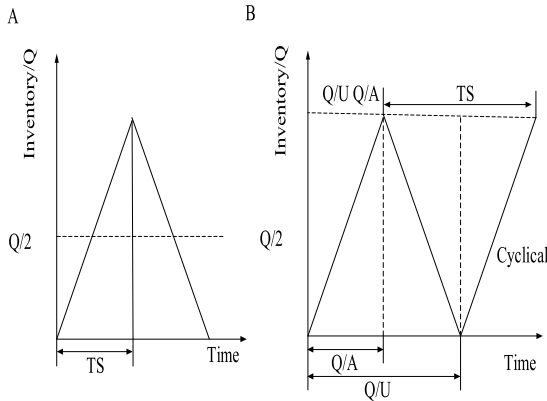 A
Inventory/Q
Q/2
TS
Time
B
Inventory/Q
Q/U Q/A
TS
Q/2
Cyclical
Q/A
Time
Q/U